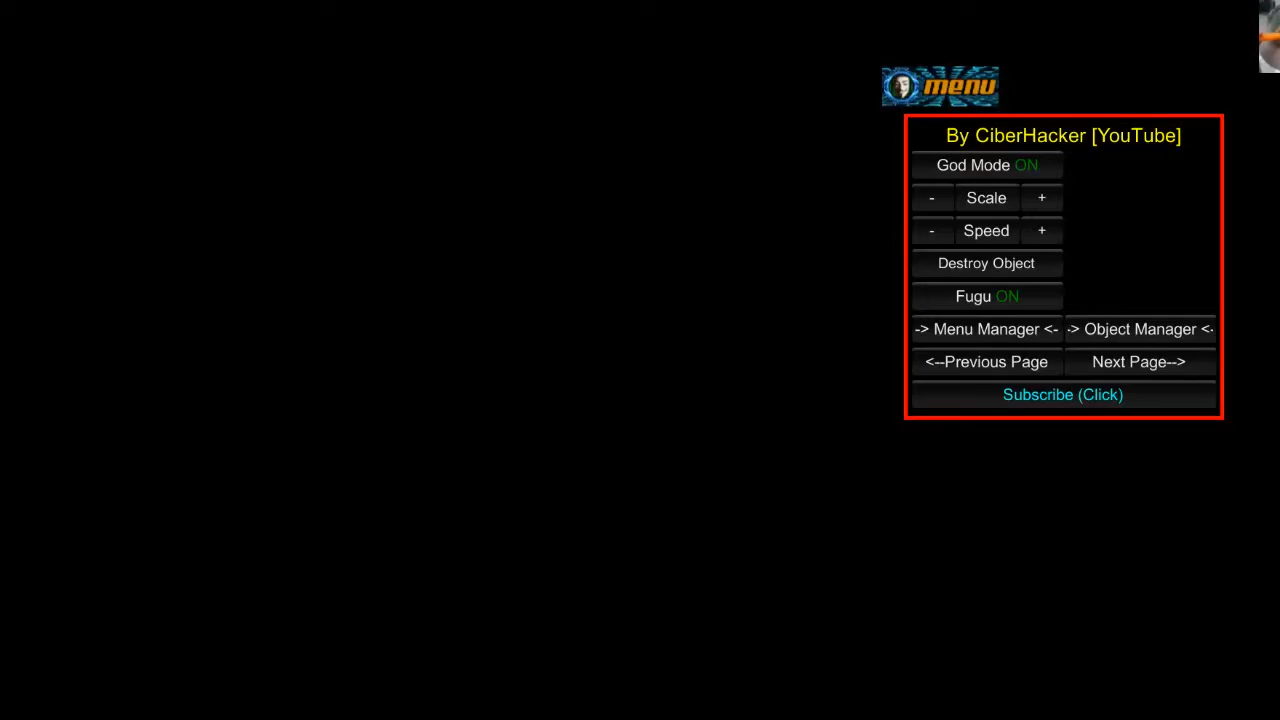 menu
By CiberHacker [YouTube]
God Mode ON
- Scale +
- Speed +
Destroy Object
Fugu ON
-> Menu Manager <- -> Object Manager <-
<--Previous Page Next Page-->
Subscribe (Click)